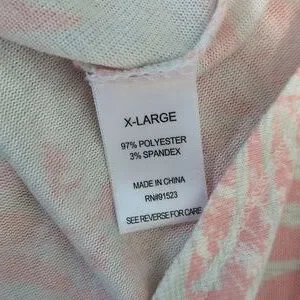 X-LARGE
97% POLYESTER
3% SPANDEX
MADE IN CHINA
RN#91523
SEE REVERSE FOR CARE